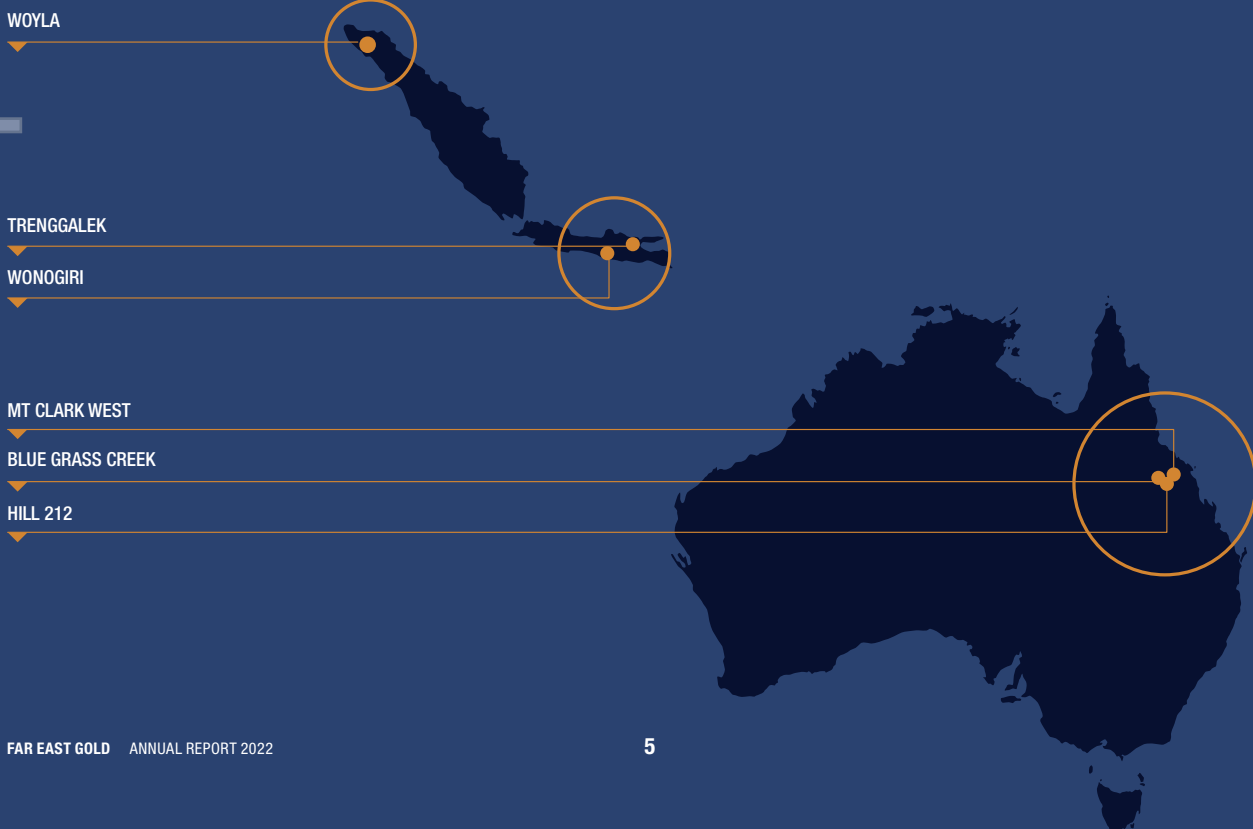 WOYLA
TRENGGALEK
WONOGIRI
MT CLARK WEST
BLUE GRASS CREEK
HILL 212
FAR EAST GOLD ANNUAL REPORT 2022
5